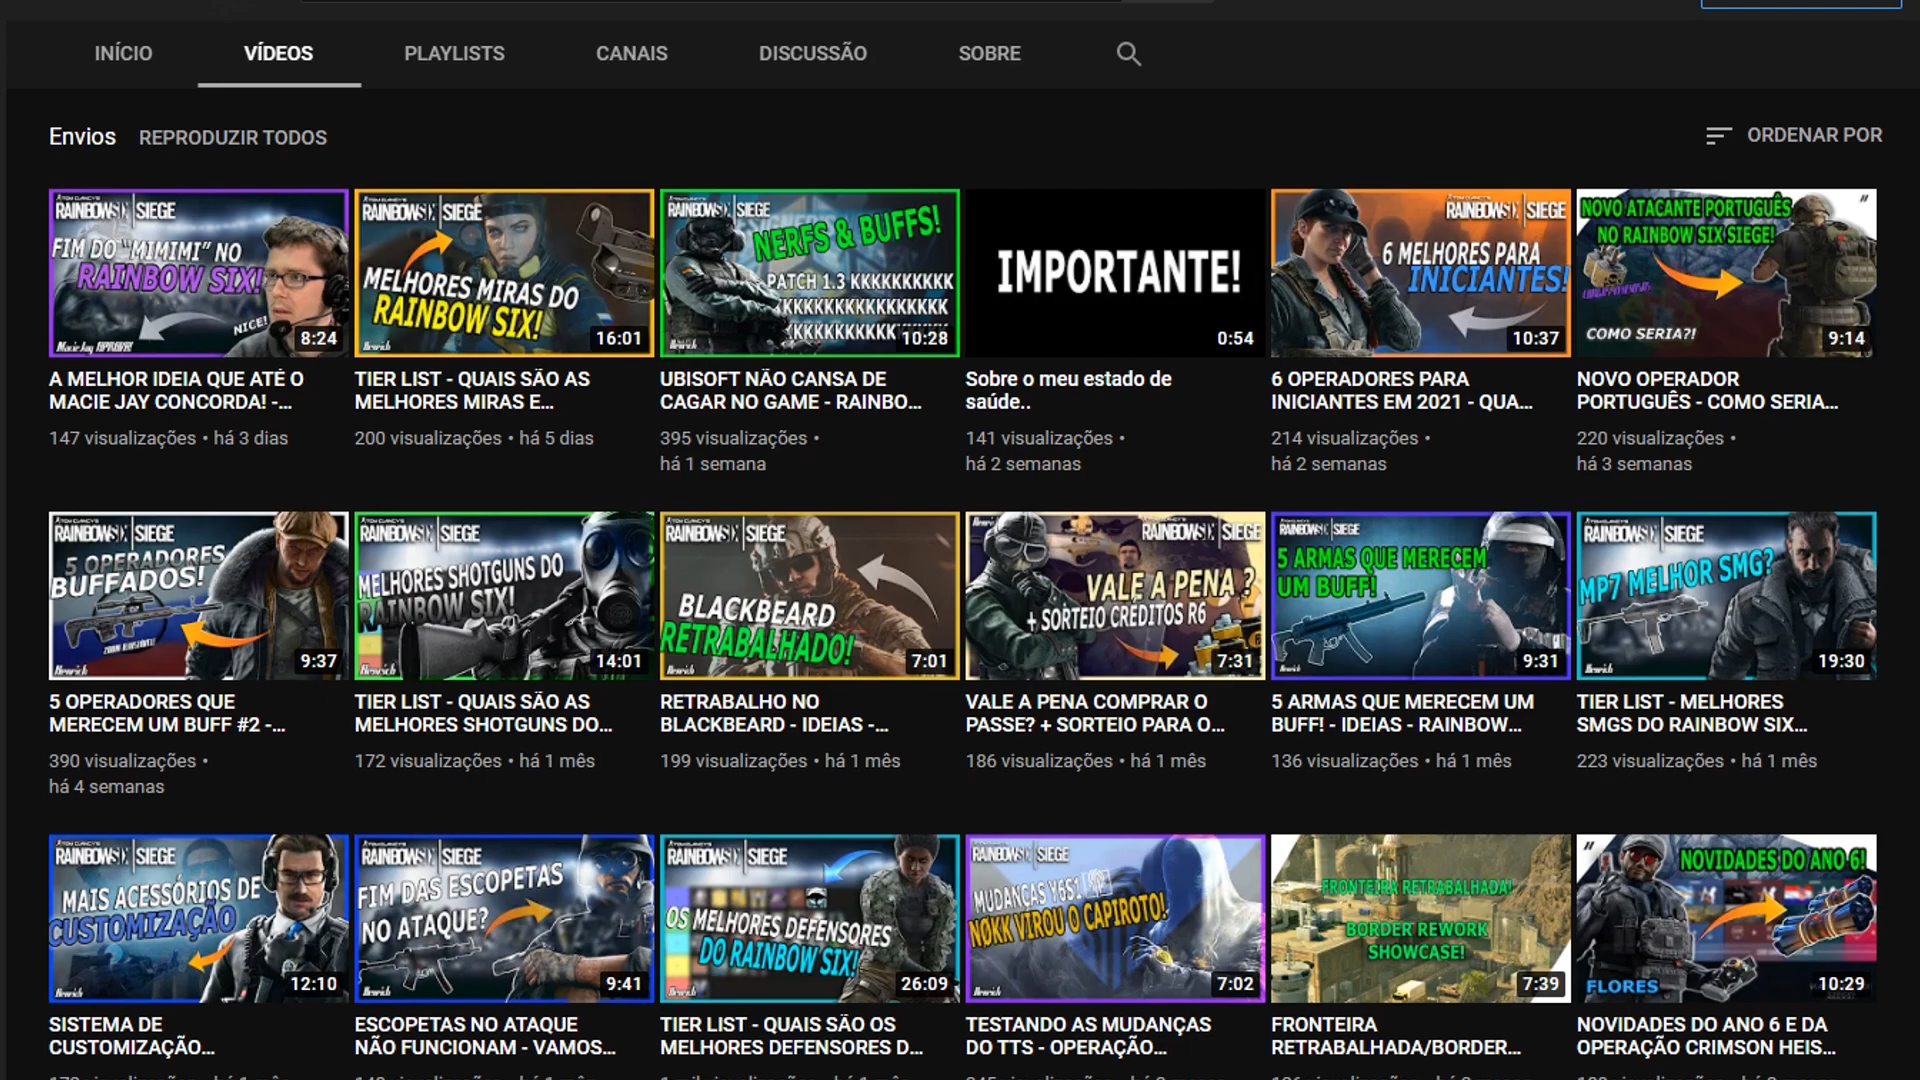 INÍCIO VÍDEOS PLAYLISTS CANAIS DISCUSSÃO SOBRE
Envios REPRODUZIR TODOS ORDENAR POR
TOM CLANCY'S
RAINBOW SIX | SIEGE
FIM DO "MIMIMI" NO
RAINBOW SIX!
NICE!
8:24
A MELHOR IDEIA QUE ATÉ O
MACIE JAY CONCORDA! -...
147 visualizações • há 3 dias
RAINBOW SIX | SIEGE
MELHORES MIRAS DO
RAINBOW SIX!
16:01
TIER LIST - QUAIS SÃO AS
MELHORES MIRAS E...
200 visualizações • há 5 dias
RAINBOW SIX | SIEGE
NERFS & BUFFS!
PATCH 1.3 KKKKKKKKKK
KKKKKKKKKKKKKKK
KKKKKKKKKK
10:28
UBISOFT NÃO CANSA DE
CAGAR NO GAME - RAINBO...
395 visualizações •
há 1 semana
IMPORTANTE!
0:54
Sobre o meu estado de
saúde..
141 visualizações •
há 2 semanas
RAINBOW SIX | SIEGE
6 MELHORES PARA
INICIANTES!
10:37
6 OPERADORES PARA
INICIANTES EM 2021 - QUA...
214 visualizações •
há 2 semanas
NOVO ATACANTE PORTUGUÊS
NO RAINBOW SIX SIEGE!
COMO SERIA?!
9:14
NOVO OPERADOR
PORTUGUÊS - COMO SERIA...
220 visualizações •
há 3 semanas
RAINBOW SIX | SIEGE
5 OPERADORES
BUFFADOS!
9:37
5 OPERADORES QUE
MERECEM UM BUFF #2 -...
390 visualizações •
há 4 semanas
RAINBOW SIX | SIEGE
MELHORES SHOTGUNS DO
RAINBOW SIX!
14:01
TIER LIST - QUAIS SÃO AS
MELHORES SHOTGUNS DO...
172 visualizações • há 1 mês
RAINBOW SIX | SIEGE
BLACKBEARD
RETRABALHADO!
7:01
RETRABALHO NO
BLACKBEARD - IDEIAS -...
199 visualizações • há 1 mês
RAINBOW SIX | SIEGE
VALE A PENA ?
+ SORTEIO CRÉDITOS R6
7:31
VALE A PENA COMPRAR O
PASSE? + SORTEIO PARA O...
186 visualizações • há 1 mês
RAINBOW SIX | SIEGE
5 ARMAS QUE MERECEM
UM BUFF!
9:31
5 ARMAS QUE MERECEM UM
BUFF! - IDEIAS - RAINBOW...
136 visualizações • há 1 mês
RAINBOW SIX | SIEGE
MP7 MELHOR SMG?
19:30
TIER LIST - MELHORES
SMGS DO RAINBOW SIX...
223 visualizações • há 1 mês
RAINBOW SIX | SIEGE
MAIS ACESSÓRIOS DE
CUSTOMIZAÇÃO
12:10
SISTEMA DE
CUSTOMIZAÇÃO...
RAINBOW SIX | SIEGE
FIM DAS ESCOPETAS
NO ATAQUE?
9:41
ESCOPETAS NO ATAQUE
NÃO FUNCIONAM - VAMOS...
RAINBOW SIX | SIEGE
OS MELHORES DEFENSORES
DO RAINBOW SIX!
26:09
TIER LIST - QUAIS SÃO OS
MELHORES DEFENSORES D...
RAINBOW SIX | SIEGE
MUDANÇAS Y6S1
NØKK VIROU O CAPIROTO!
7:02
TESTANDO AS MUDANÇAS
DO TTS - OPERAÇÃO...
FRONTEIRA RETRABALHADA!
BORDER REWORK
SHOWCASE!
7:39
FRONTEIRA
RETRABALHADA/BORDER...
NOVIDADES DO ANO 6!
FLORES
10:29
NOVIDADES DO ANO 6 E DA
OPERAÇÃO CRIMSON HEIS...